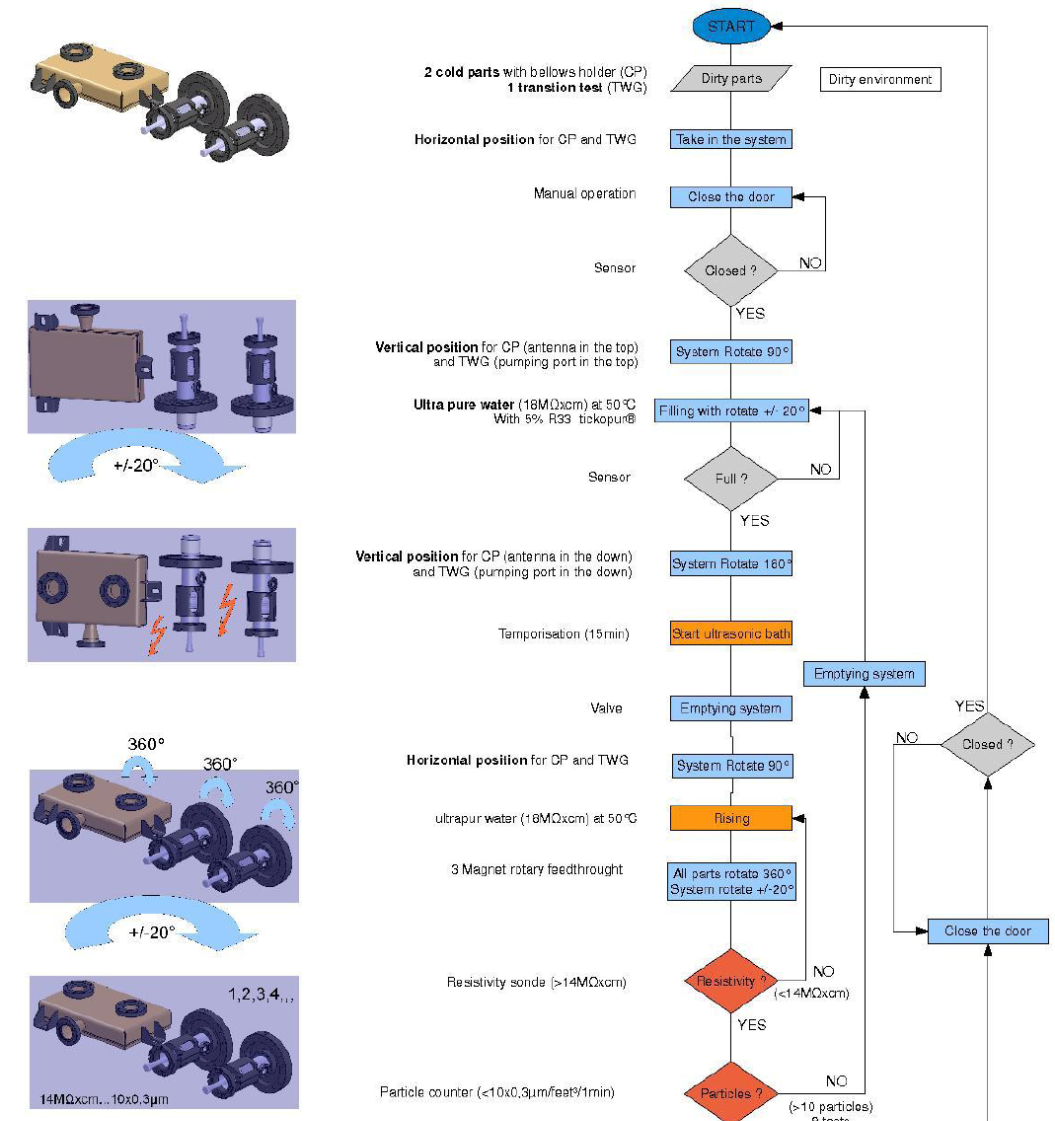 START
2 cold parts with bellows holder (CP)
1 transtion test (TWG)
Dirty parts
Dirty environment
Horizontal position for CP and TWG
Take in the system
Manual operation
Close the door
Sensor
Closed ?
NO
YES
Vertical position for CP (antenna in the top)
and TWG (pumping port in the top)
System Rotate 90°
Ultra pure water (18MΩxcm) at 50°C
With 5% R33 tickopur®
Filling with rotate +/- 20°
+/-20°
Sensor
Full ?
NO
YES
Vertical position for CP (antenna in the down)
and TWG (pumping port in the down)
System Rotate 180°
Temporisation (15min)
Start ultrasonic bath
Emptying system
Valve
Emptying system
YES
NO
Closed ?
360°
360°
360°
Horizontal position for CP and TWG
System Rotate 90°
ultrapur water (18MΩxcm) at 50°C
Rising
3 Magnet rotary feedthrought
All parts rotate 360°
System rotate +/-20°
+/-20°
Close the door
Resistivity sonde (>14MΩxcm)
Resistivity ?
NO
(<14MΩxcm)
YES
1,2,3,4,,,
14MΩxcm...10x0,3µm
Particle counter (<10x0,3µm/feet³/1min)
Particles ?
NO
(>10 particles)